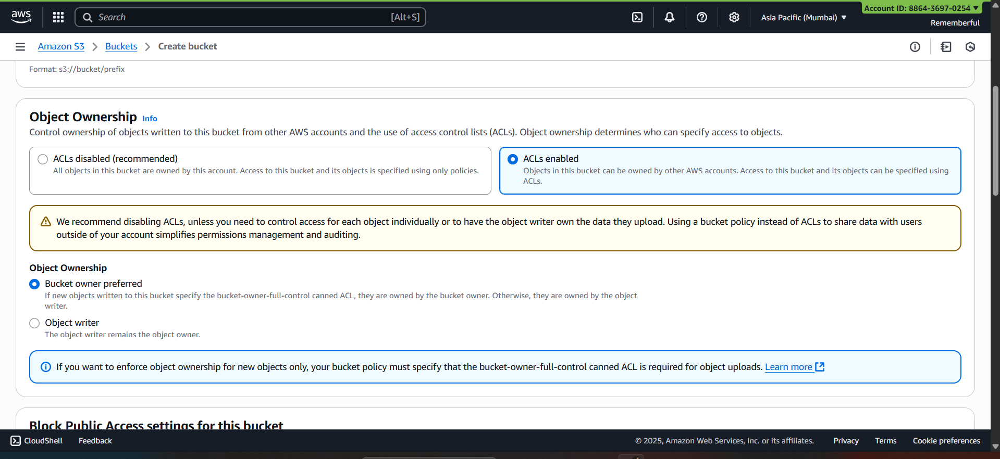 aws
Search
[Alt+S]
Asia Pacific (Mumbai)
Account ID: 8864-3697-0254
Rememberful
Amazon S3
Buckets
Create bucket
Format: s3://bucket/prefix
Object Ownership Info
Control ownership of objects written to this bucket from other AWS accounts and the use of access control lists (ACLs). Object ownership determines who can specify access to objects.
ACLs disabled (recommended)
All objects in this bucket are owned by this account. Access to this bucket and its objects is specified using only policies.
ACLs enabled
Objects in this bucket can be owned by other AWS accounts. Access to this bucket and its objects can be specified using
ACLs.
We recommend disabling ACLs, unless you need to control access for each object individually or to have the object writer own the data they upload. Using a bucket policy instead of ACLs to share data with users
outside of your account simplifies permissions management and auditing.
Object Ownership
Bucket owner preferred
If new objects written to this bucket specify the bucket-owner-full-control canned ACL, they are owned by the bucket owner. Otherwise, they are owned by the object
writer.
Object writer
The object writer remains the object owner.
If you want to enforce object ownership for new objects only, your bucket policy must specify that the bucket-owner-full-control canned ACL is required for object uploads. Learn more
Block Public Access settings for this bucket
CloudShell
Feedback
© 2025, Amazon Web Services, Inc. or its affiliates.
Privacy
Terms
Cookie preferences